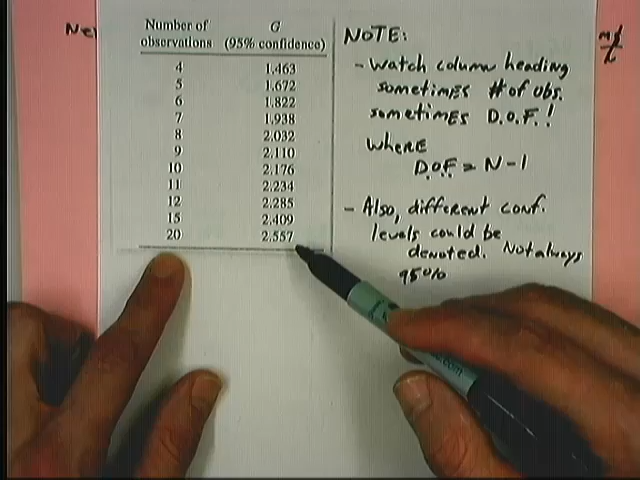 Number of G
observations (95% confidence)
4 1.463
5 1.672
6 1.822
7 1.938
8 2.032
9 2.110
10 2.176
11 2.234
12 2.285
15 2.409
20 2.557
NOTE:
- Watch column heading
sometimes # of obs.
sometimes D.O.F.!
where
D.O.F. = N - 1
- Also, different conf.
levels could be
denoted. Not always
95%
mg/L
.com